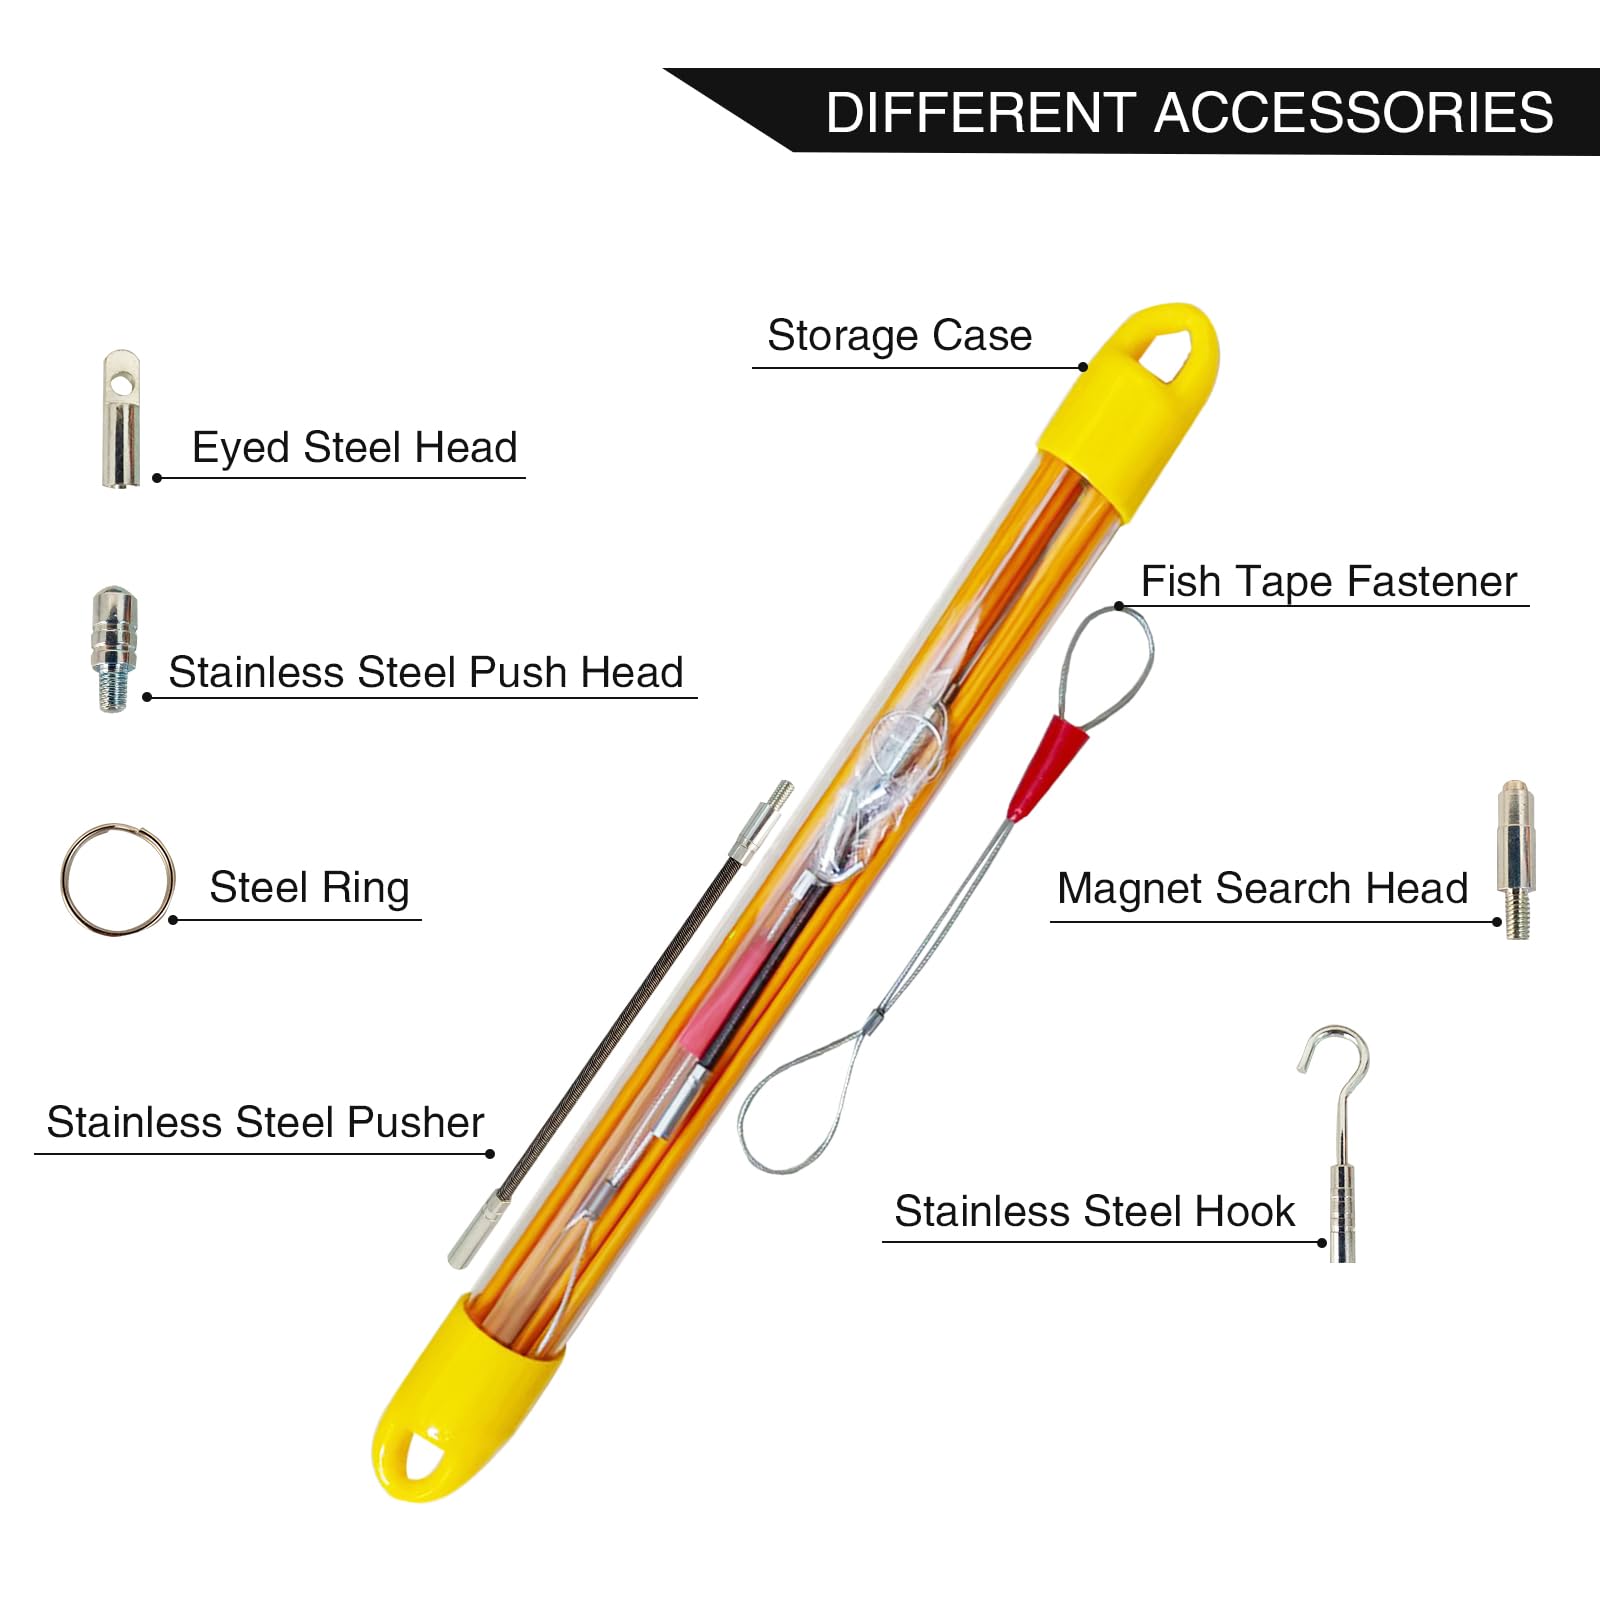 DIFFERENT ACCESSORIES
Storage Case
Eyed Steel Head
Fish Tape Fastener
Stainless Steel Push Head
Steel Ring
Magnet Search Head
Stainless Steel Pusher
Stainless Steel Hook